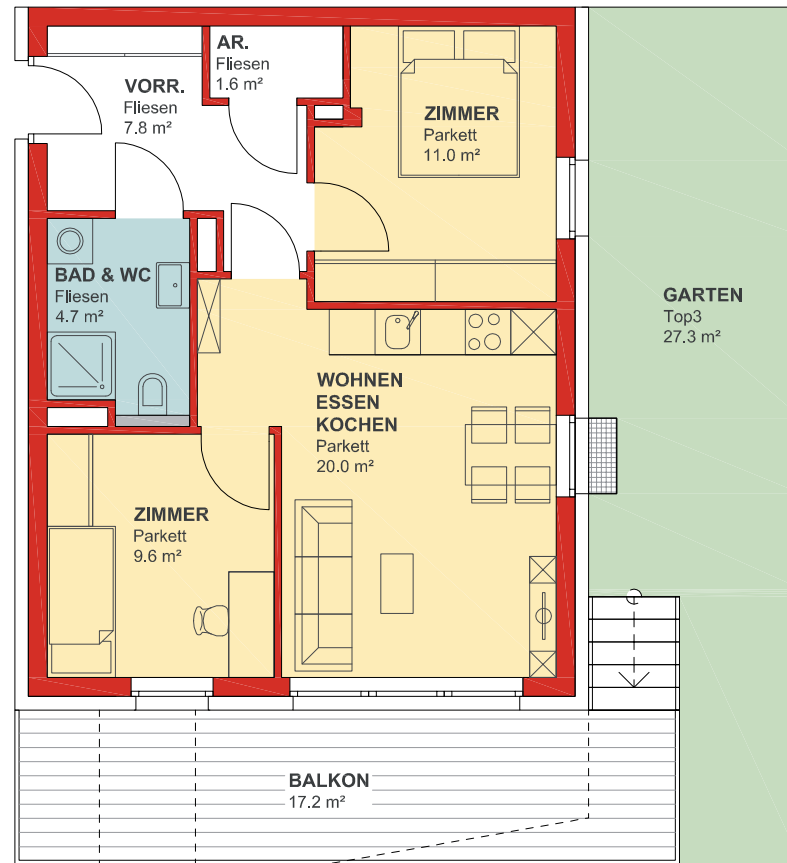 AR.
Fliesen
1.6 m²
VORR.
Fliesen
7.8 m²
ZIMMER
Parkett
11.0 m²
BAD & WC
Fliesen
4.7 m²
GARTEN
Top3
27.3 m²
WOHNEN
ESSEN
KOCHEN
Parkett
20.0 m²
ZIMMER
Parkett
9.6 m²
BALKON
17.2 m²